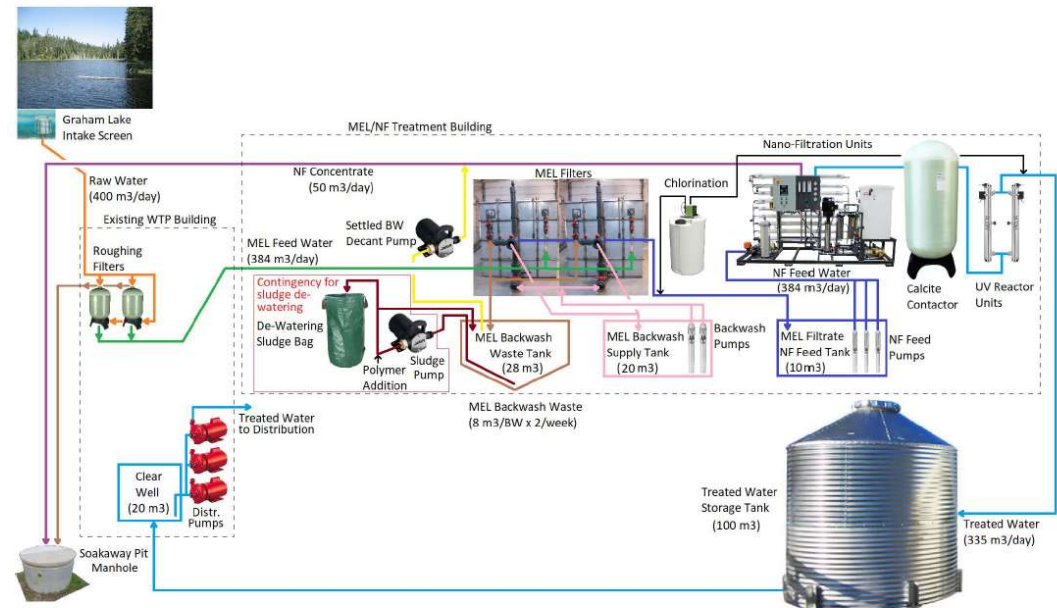 Graham Lake
Intake Screen
MEL/NF Treatment Building
Nano-Filtration Units
Raw Water
(400 m3/day)
NF Concentrate
(50 m3/day)
MEL Filters
Chlorination
Existing WTP Building
Settled BW
Decant Pump
MEL Feed Water
(384 m3/day)
Roughing
Filters
NF Feed Water
(384 m3/day)
Calcite
Contactor
UV Reactor
Units
Contingency for
sludge de-
watering
De-Watering
Sludge Bag
Sludge
Pump
Polymer
Addition
MEL Backwash
Waste Tank
(28 m3)
MEL Backwash
Supply Tank
(20 m3)
Backwash
Pumps
MEL Filtrate
NF Feed Tank
(10m3)
NF Feed
Pumps
MEL Backwash Waste
(8 m3/BW x 2/week)
Treated Water
to Distribution
Clear
Well
(20 m3)
Distr.
Pumps
Treated Water
Storage Tank
(100 m3)
Treated Water
(335 m3/day)
Soakaway Pit
Manhole